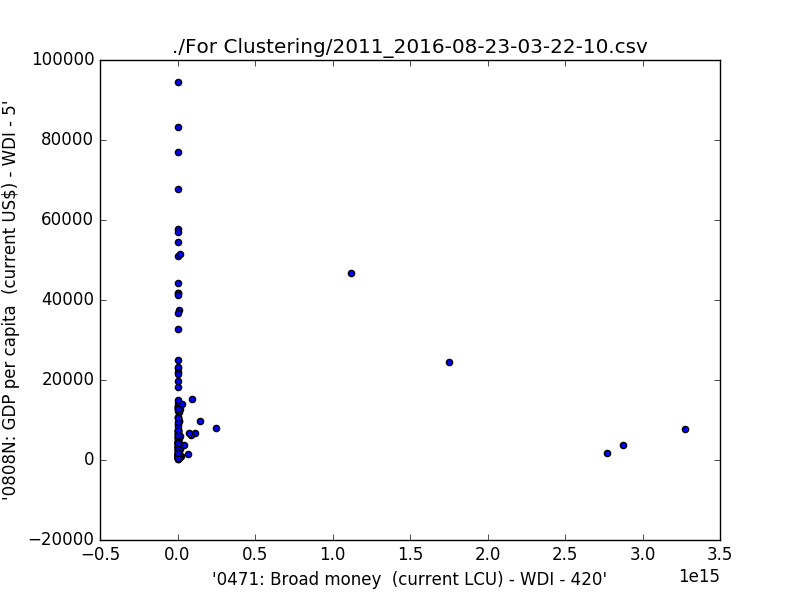 ./For Clustering/2011_2016-08-23-03-22-10.csv
100000
80000
60000
40000
20000
0
−20000
'0808N: GDP per capita  (current US$) - WDI - 5'
−0.5 0.0 0.5 1.0 1.5 2.0 2.5 3.0 3.5
1e15
'0471: Broad money  (current LCU) - WDI - 420'